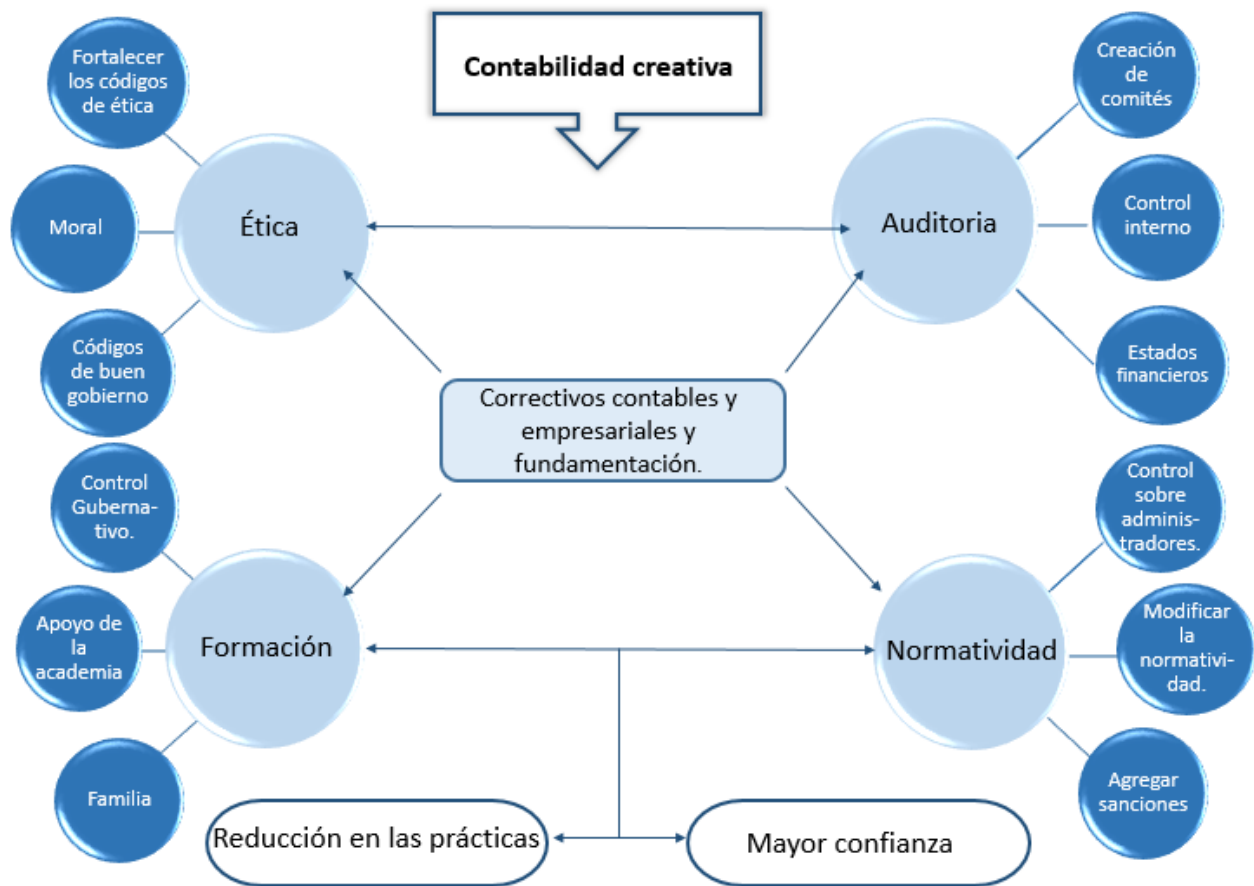 Contabilidad creativa
Fortalecer
los códigos
de ética
Moral
Códigos
de buen
gobierno
Ética
Creación
de
comités
Control
interno
Estados
financieros
Auditoria
Correctivos contables y
empresariales y
fundamentación.
Control
Guberna-
tivo.
Apoyo de
la
academia
Familia
Formación
Control
sobre
adminis-
tradores.
Modificar
la
normativi-
dad.
Agregar
sanciones
Normatividad
Reducción en las prácticas
Mayor confianza